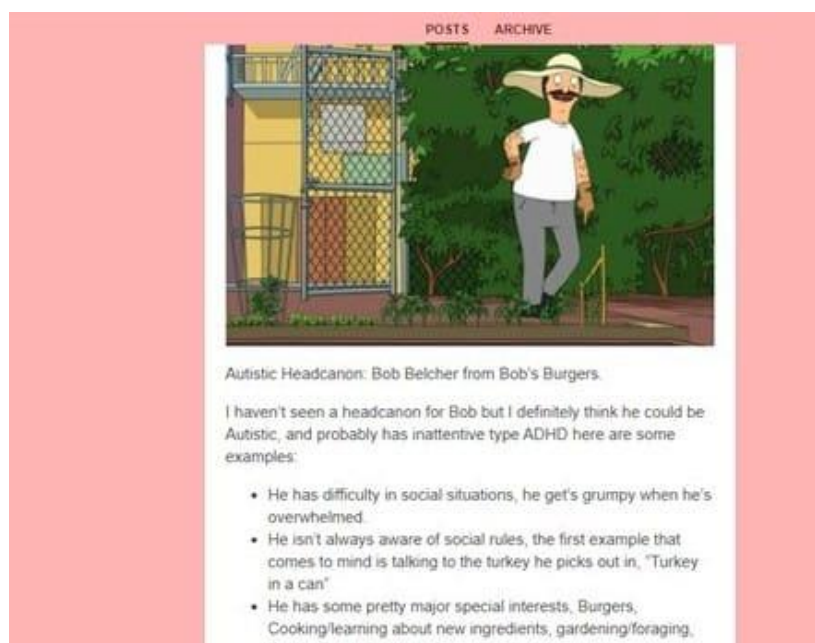 POSTS ARCHIVE
Autistic Headcanon: Bob Belcher from Bob's Burgers.
I haven't seen a headcanon for Bob but I definitely think he could be
Autistic, and probably has inattentive type ADHD here are some
examples:
• He has difficulty in social situations, he get's grumpy when he's
overwhelmed.
• He isn't always aware of social rules, the first example that
comes to mind is talking to the turkey he picks out in, "Turkey
in a can"
• He has some pretty major special interests, Burgers,
Cooking/learning about new ingredients, gardening/foraging,